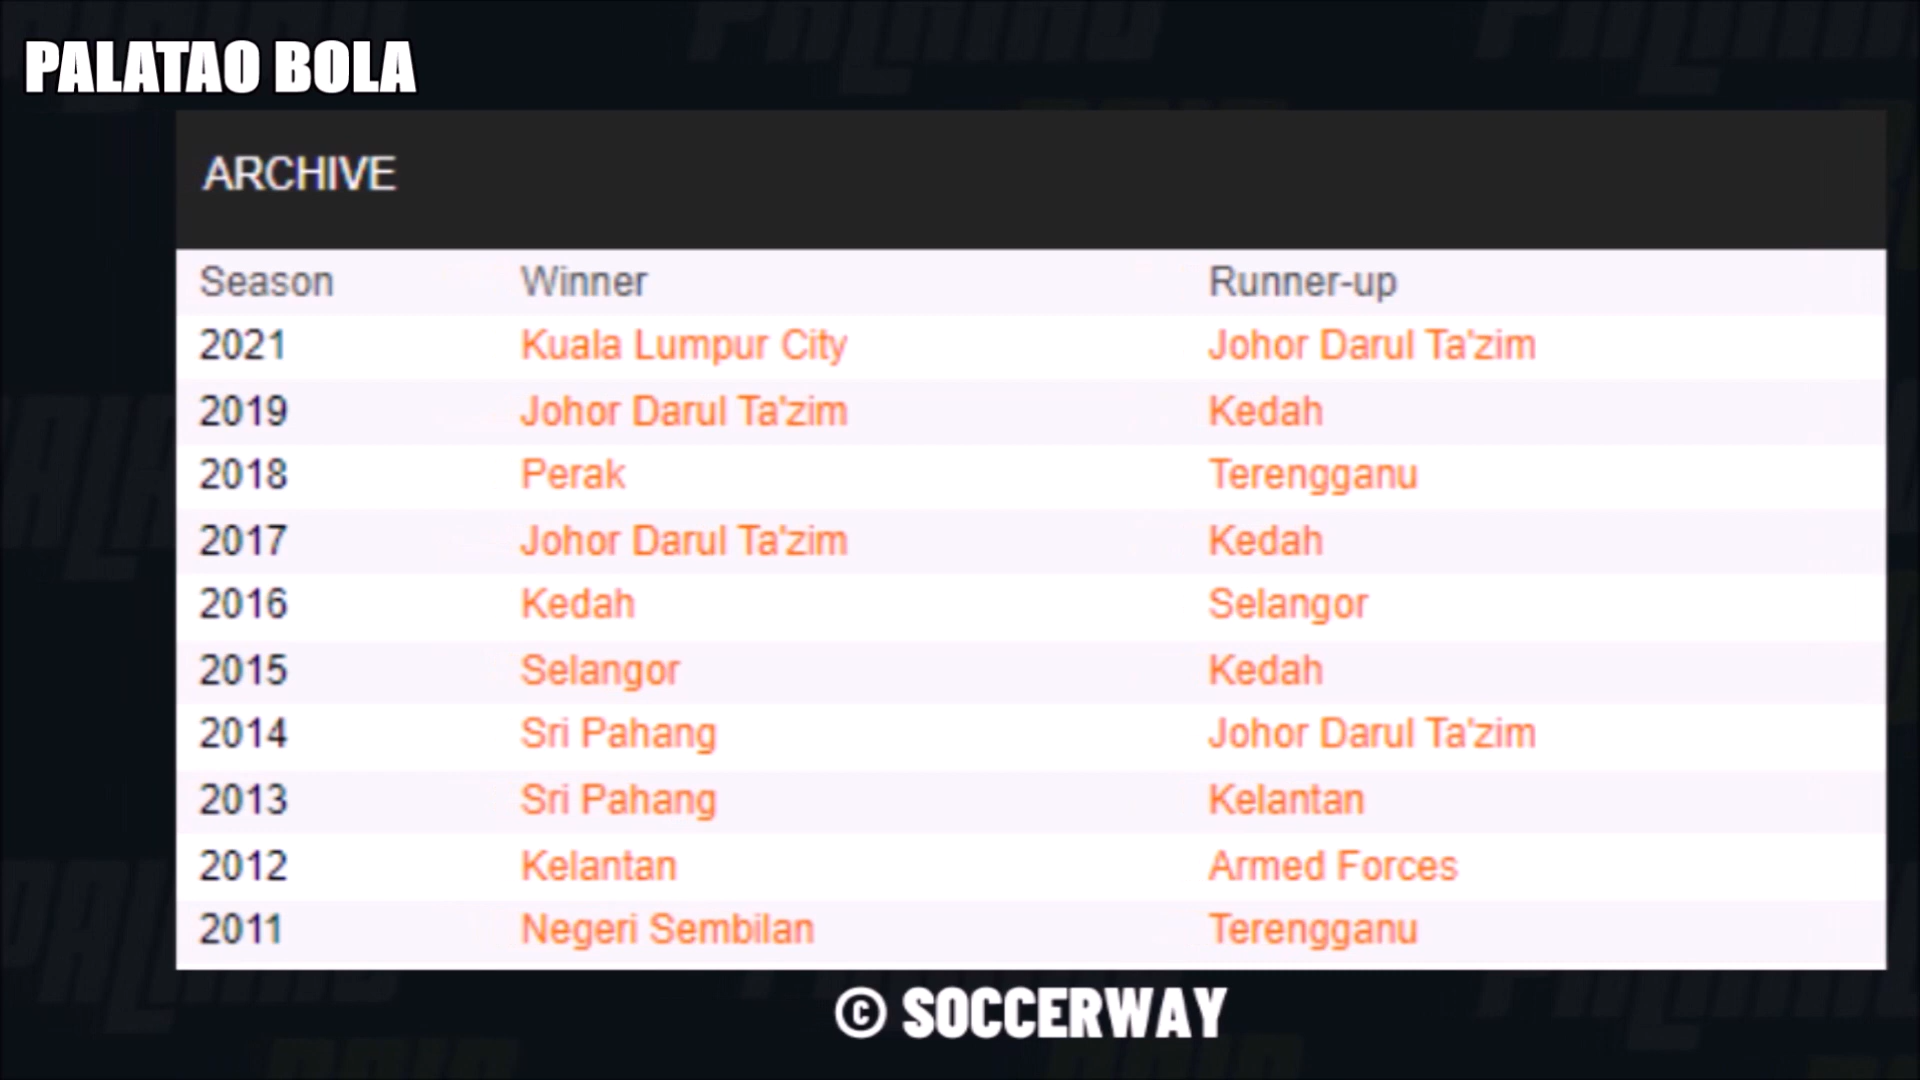 PALATAO BOLA
ARCHIVE
Season Winner Runner-up
2021 Kuala Lumpur City Johor Darul Ta'zim
2019 Johor Darul Ta'zim Kedah
2018 Perak Terengganu
2017 Johor Darul Ta'zim Kedah
2016 Kedah Selangor
2015 Selangor Kedah
2014 Sri Pahang Johor Darul Ta'zim
2013 Sri Pahang Kelantan
2012 Kelantan Armed Forces
2011 Negeri Sembilan Terengganu
© SOCCERWAY